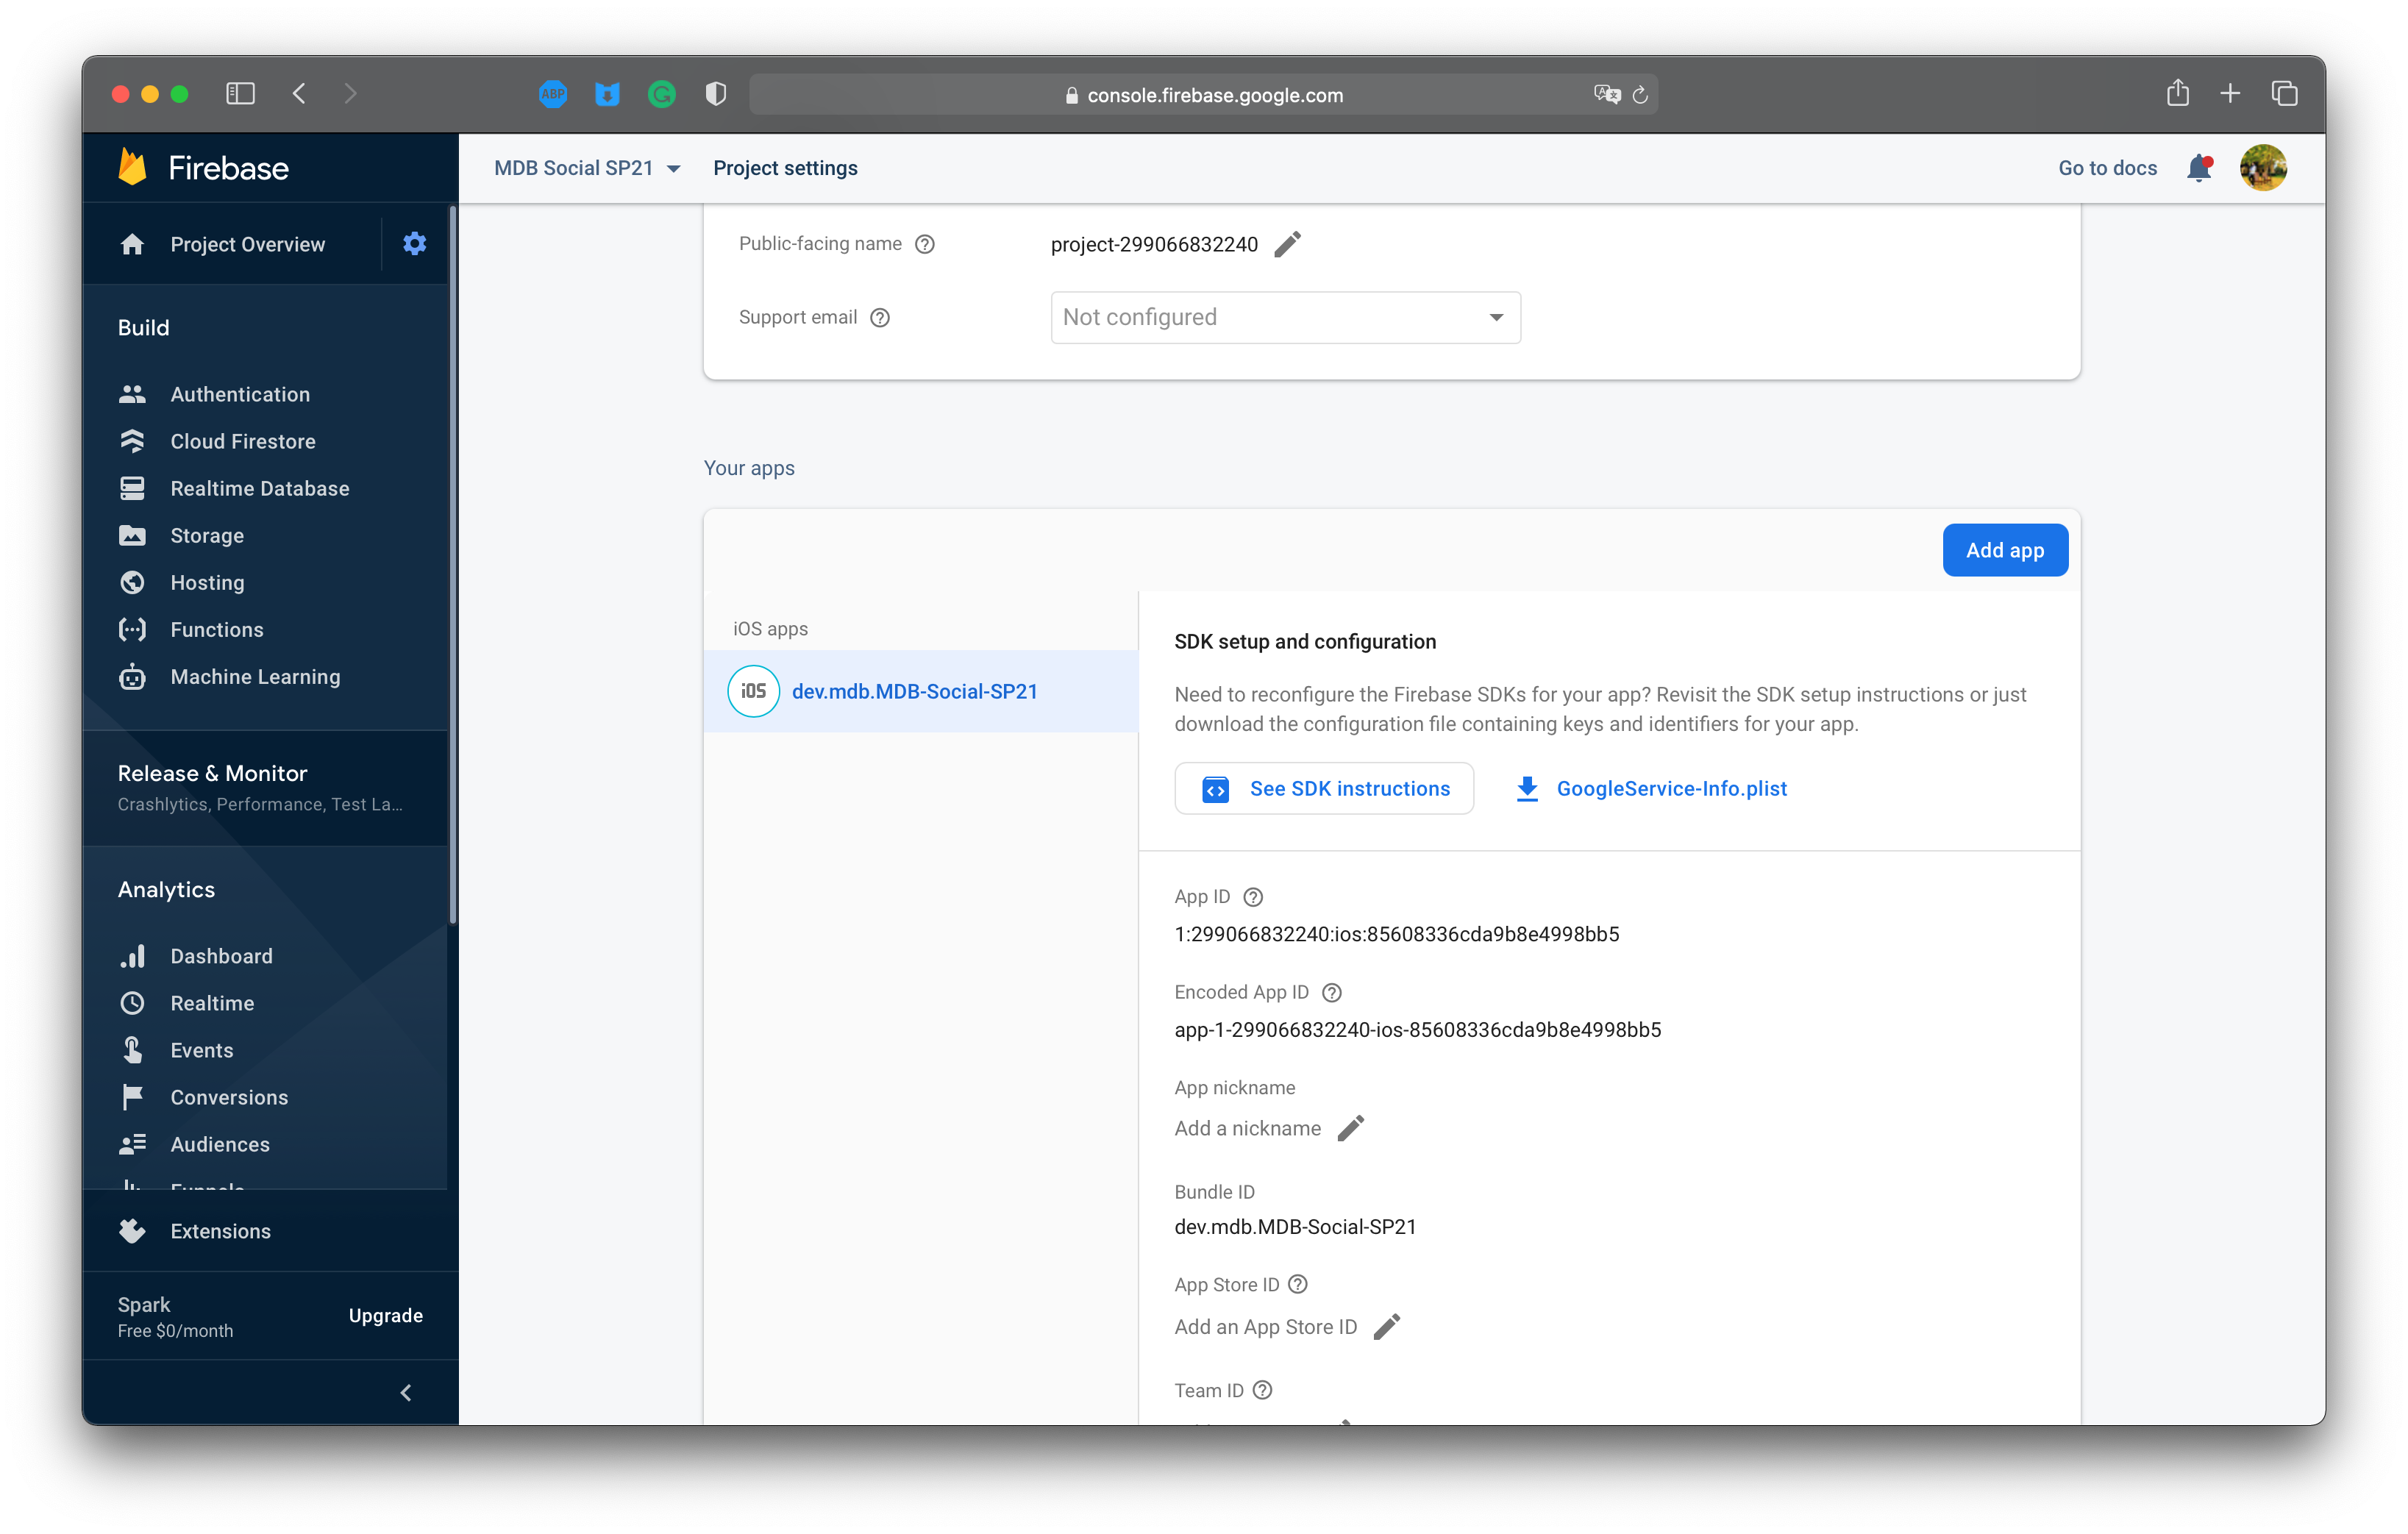 ABP
console.firebase.google.com
Firebase
MDB Social SP21
Project settings
Go to docs
Project Overview
Build
Authentication
Cloud Firestore
Realtime Database
Storage
Hosting
Functions
Machine Learning
Release & Monitor
Crashlytics, Performance, Test La...
Analytics
Dashboard
Realtime
Events
Conversions
Audiences
Funnels
Extensions
Spark
Free $0/month
Upgrade
Public-facing name
project-299066832240
Support email
Not configured
Your apps
Add app
iOS apps
iOS
dev.mdb.MDB-Social-SP21
SDK setup and configuration
Need to reconfigure the Firebase SDKs for your app? Revisit the SDK setup instructions or just
download the configuration file containing keys and identifiers for your app.
See SDK instructions
GoogleService-Info.plist
App ID
1:299066832240:ios:85608336cda9b8e4998bb5
Encoded App ID
app-1-299066832240-ios-85608336cda9b8e4998bb5
App nickname
Add a nickname
Bundle ID
dev.mdb.MDB-Social-SP21
App Store ID
Add an App Store ID
Team ID